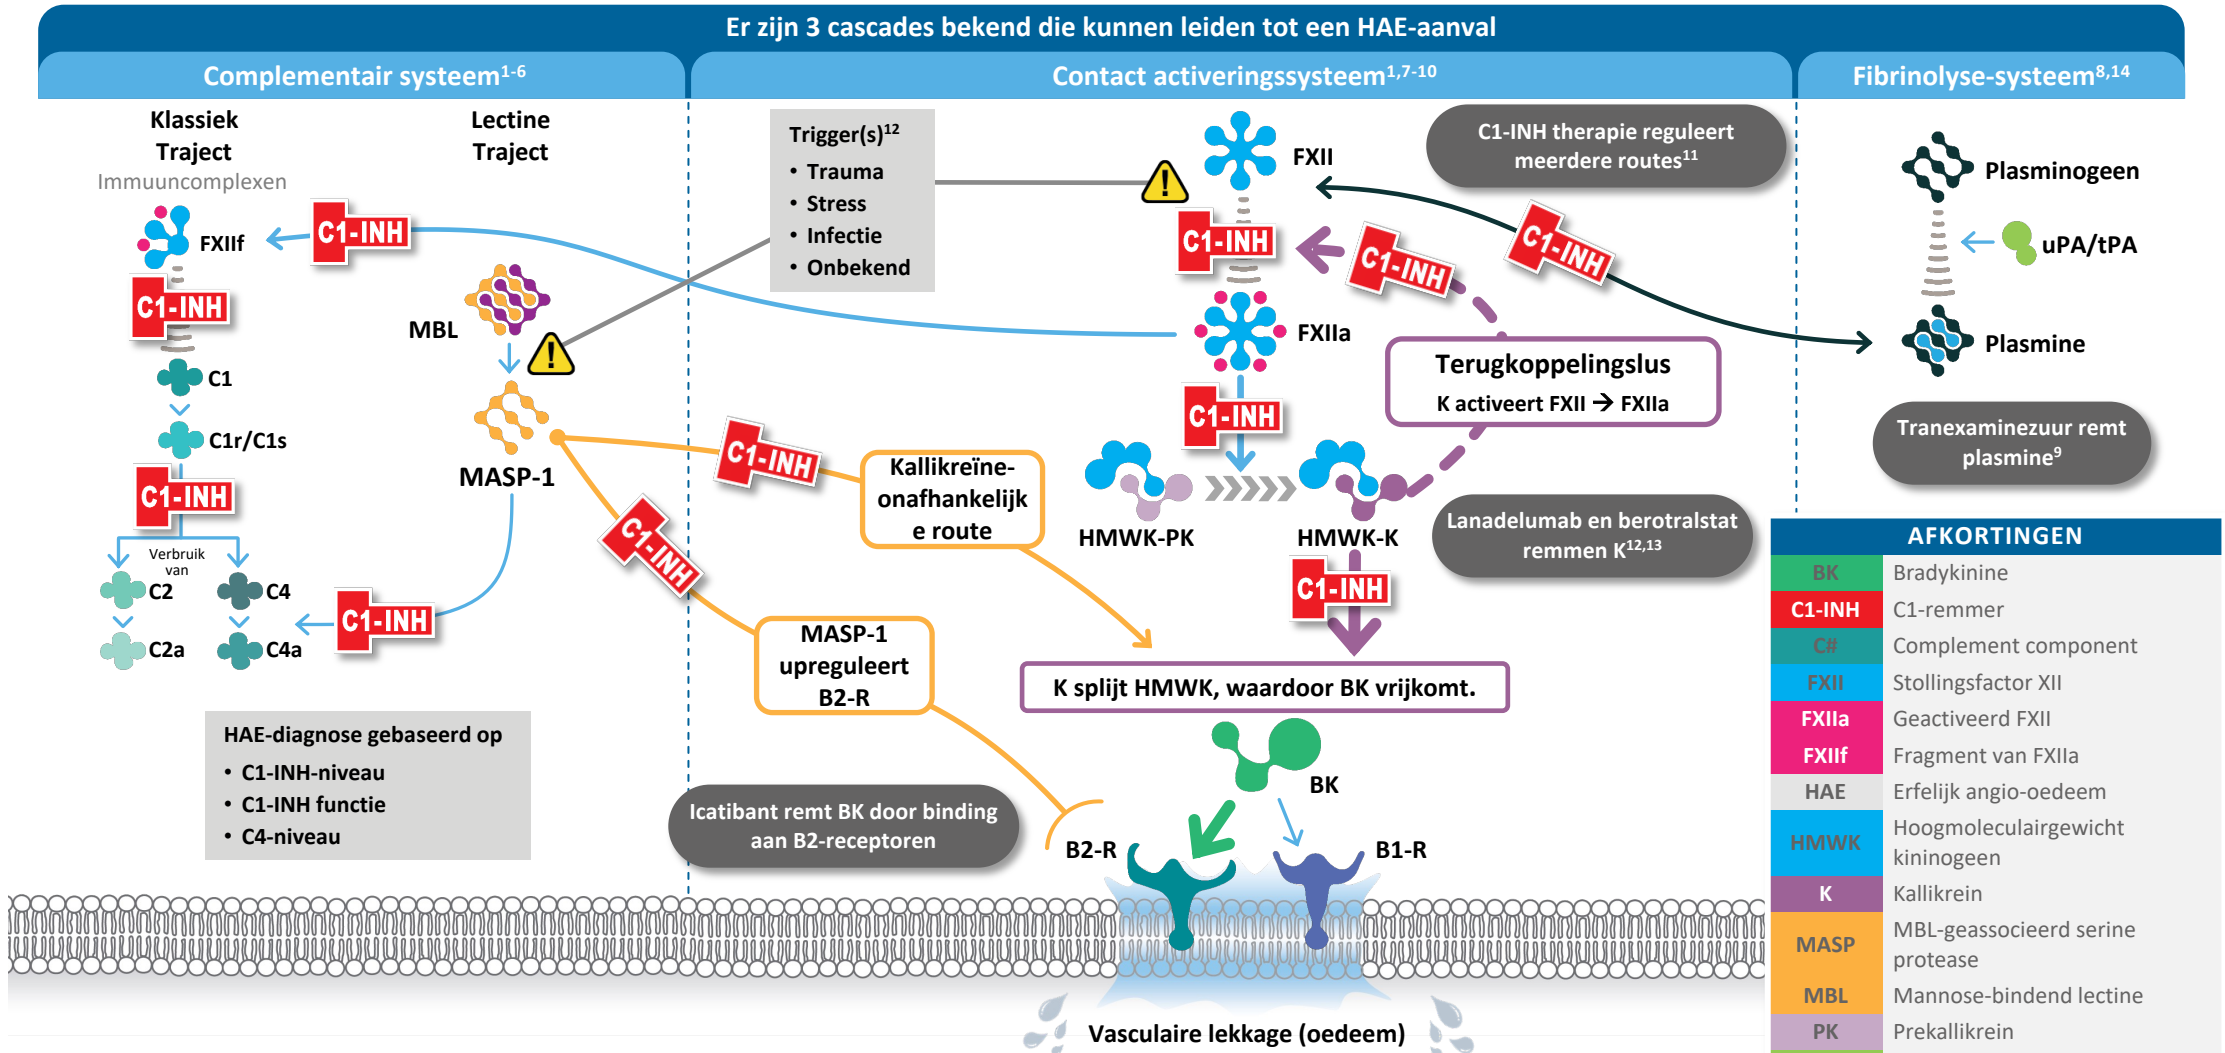 Er zijn 3 cascades bekend die kunnen leiden tot een HAE-aanval
Complementair systeem1-6
Contact activeringssysteem1,7-10
Fibrinolyse-systeem8,14
Klassiek
Traject
Immuuncomplexen
Lectine
Traject
FXIIf
C1-INH
C1-INH
C1
C1r/C1s
C1-INH
Verbruik
van
C2
C4
C2a
C4a
C1-INH
MBL
MASP-1
HAE-diagnose gebaseerd op
• C1-INH-niveau
• C1-INH functie
• C4-niveau
Trigger(s)12
• Trauma
• Stress
• Infectie
• Onbekend
FXII
C1-INH
C1-INH
FXIIa
C1-INH
C1-INH therapie reguleert
meerdere routes11
C1-INH
Terugkoppelingslus
K activeert FXII → FXIIa
HMWK-PK
HMWK-K
Lanadelumab en berotralstat
remmen K12,13
C1-INH
C1-INH
Kallikreïne-
onafhankelijk
e route
C1-INH
MASP-1
upreguleert
B2-R
K splijt HMWK, waardoor BK vrijkomt.
BK
Icatibant remt BK door binding
aan B2-receptoren
B2-R
B1-R
Vasculaire lekkage (oedeem)
Plasminogeen
uPA/tPA
Plasmine
Tranexaminezuur remt
plasmine9
AFKORTINGEN
BK Bradykinine
C1-INH C1-remmer
C# Complement component
FXII Stollingsfactor XII
FXIIa Geactiveerd FXII
FXIIf Fragment van FXIIa
HAE Erfelijk angio-oedeem
HMWK Hoogmoleculairgewicht
kininogeen
K Kallikrein
MASP MBL-geassocieerd serine
protease
MBL Mannose-bindend lectine
PK Prekallikrein